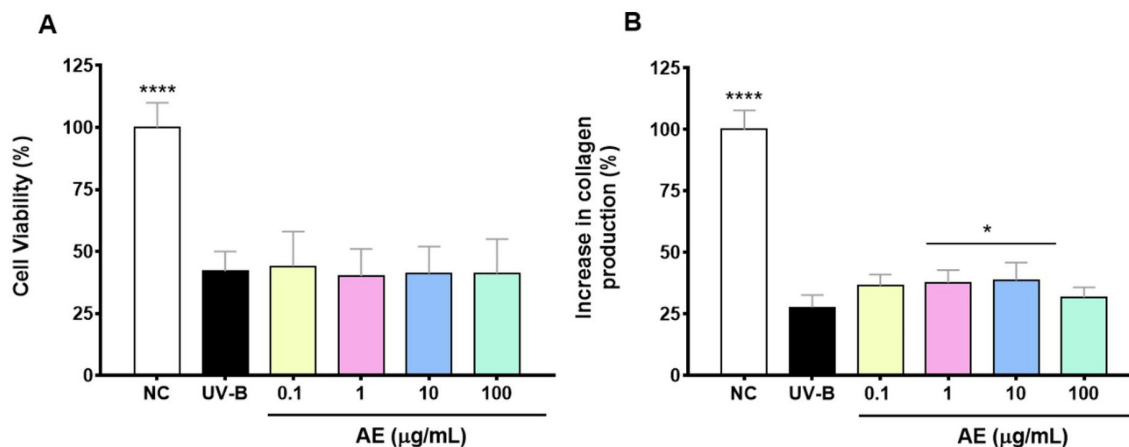 A
Cell Viability (%)
125
100
75
50
25
0
****
NC
UV-B
0.1
1
10
100
AE (μg/mL)
B
Increase in collagen
production (%)
125
100
75
50
25
0
****
*
NC
UV-B
0.1
1
10
100
AE (μg/mL)